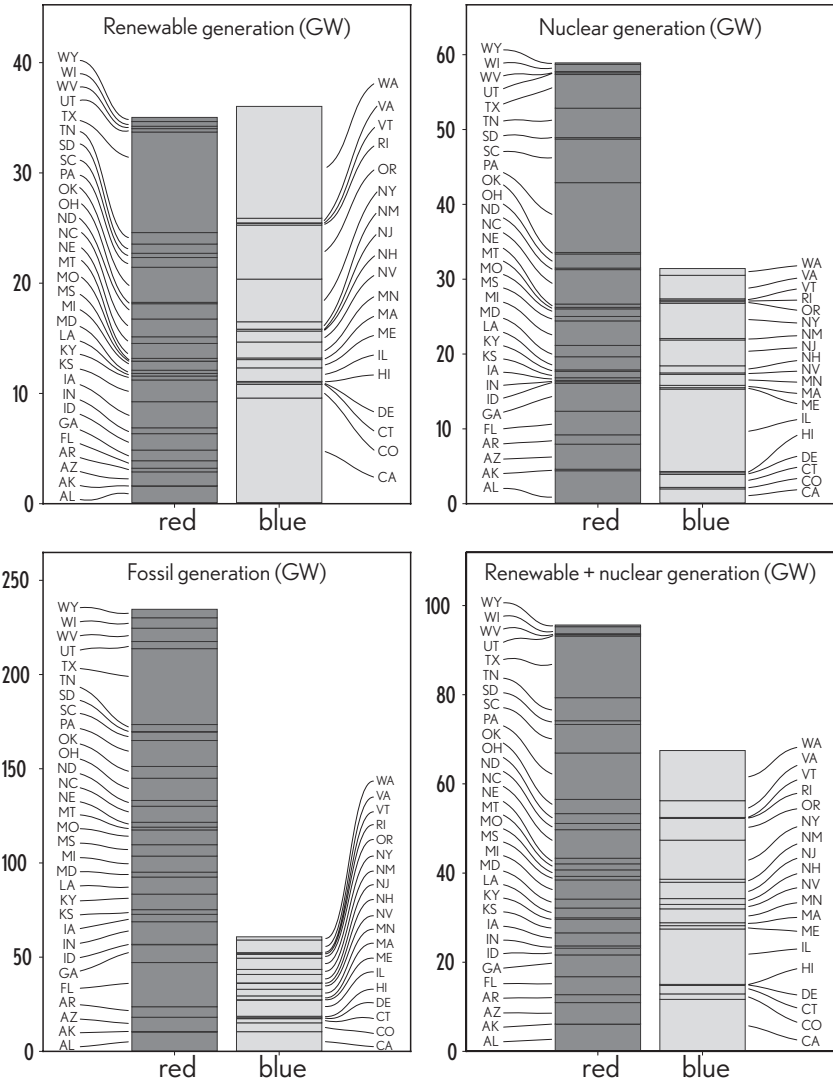 Renewable generation (GW)
40
30
20
10
0
WY
WI
WV
UT
TX
TN
SD
SC
PA
OK
OH
ND
NC
NE
MT
MO
MS
MI
MD
LA
KY
KS
IA
IN
ID
GA
FL
AR
AZ
AK
AL
WA
VA
VT
RI
OR
NY
NM
NJ
NH
NV
MN
MA
ME
IL
HI
DE
CT
CO
CA
red blue
Nuclear generation (GW)
60
50
40
30
20
10
0
WY
WI
WV
UT
TX
TN
SD
SC
PA
OK
OH
ND
NC
NE
MT
MO
MS
MI
MD
LA
KY
KS
IA
IN
ID
GA
FL
AR
AZ
AK
AL
WA
VA
VT
RI
OR
NY
NM
NJ
NH
NV
MN
MA
ME
IL
HI
DE
CT
CO
CA
red blue
Fossil generation (GW)
250
200
150
100
50
0
WY
WI
WV
UT
TX
TN
SD
SC
PA
OK
OH
ND
NC
NE
MT
MO
MS
MI
MD
LA
KY
KS
IA
IN
ID
GA
FL
AR
AZ
AK
AL
WA
VA
VT
RI
OR
NY
NM
NJ
NH
NV
MN
MA
ME
IL
HI
DE
CT
CO
CA
red blue
Renewable + nuclear generation (GW)
100
80
60
40
20
0
WY
WI
WV
UT
TX
TN
SD
SC
PA
OK
OH
ND
NC
NE
MT
MO
MS
MI
MD
LA
KY
KS
IA
IN
ID
GA
FL
AR
AZ
AK
AL
WA
VA
VT
RI
OR
NY
NM
NJ
NH
NV
MN
MA
ME
IL
HI
DE
CT
CO
CA
red blue